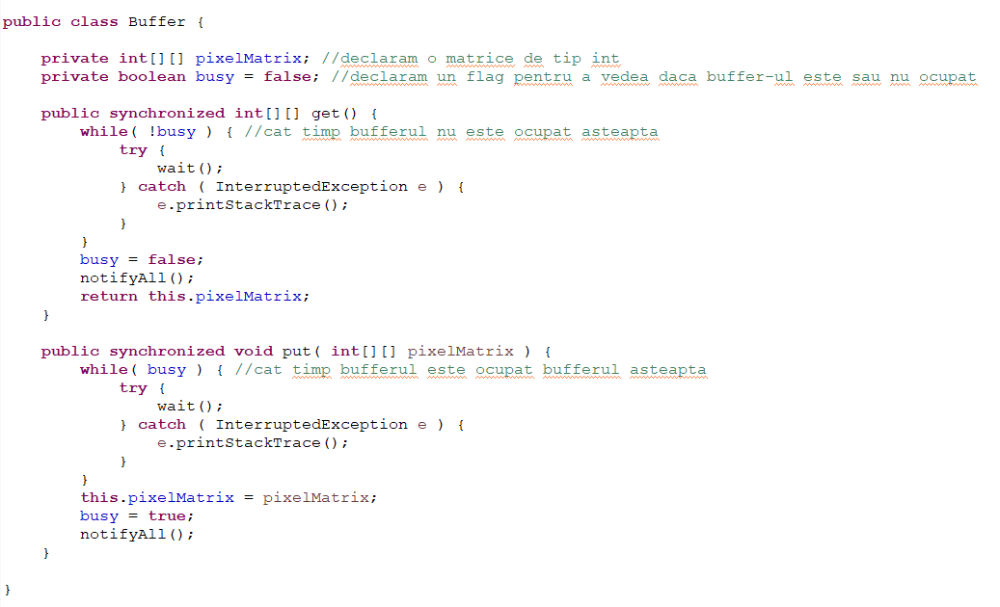 public class Buffer {
private int[][] pixelMatrix; //declaram o matrice de tip int
private boolean busy = false; //declaram un flag pentru a vedea daca buffer-ul este sau nu ocupat
public synchronized int[][] get() {
while( !busy ) { //cat timp bufferul nu este ocupat asteapta
try {
wait();
} catch ( InterruptedException e ) {
e.printStackTrace();
}
}
busy = false;
notifyAll();
return this.pixelMatrix;
}
public synchronized void put( int[][] pixelMatrix ) {
while( busy ) { //cat timp bufferul este ocupat bufferul asteapta
try {
wait();
} catch ( InterruptedException e ) {
e.printStackTrace();
}
}
this.pixelMatrix = pixelMatrix;
busy = true;
notifyAll();
}
}